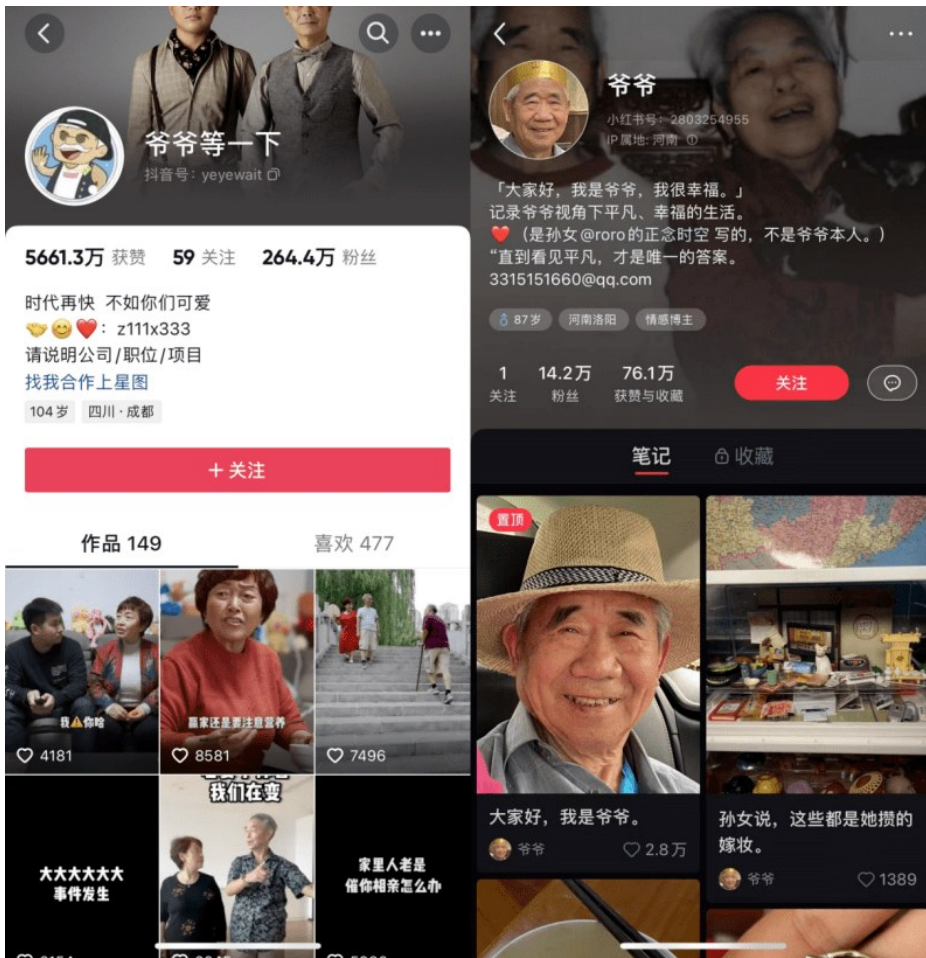 爷爷等一下
抖音号：yeyewait
5661.3万 获赞 59 关注 264.4万 粉丝
时代再快 不如你们可爱
🤝😊❤️：z111x333
请说明公司/职位/项目
找我合作上星图
104岁 四川·成都
+关注
作品 149 喜欢 477
我⚠你哈
4181
赢家还是要注意营养
8581
7496
大大大大大大
事件发生
我们在变
家里人老是
催你相亲怎么办
爷爷
小红书号：2803254955
IP属地：河南
「大家好，我是爷爷，我很幸福。」
记录爷爷视角下平凡、幸福的生活。
❤️（是孙女@roro的正念时空 写的，不是爷爷本人。）
“直到看见平凡，才是唯一的答案。
3315151660@qq.com
87岁 河南洛阳 情感博主
1 14.2万 76.1万
关注 粉丝 获赞与收藏
关注
笔记 收藏
置顶
大家好，我是爷爷。
爷爷 2.8万
孙女说，这些都是她攒的
嫁妆。
爷爷 1389